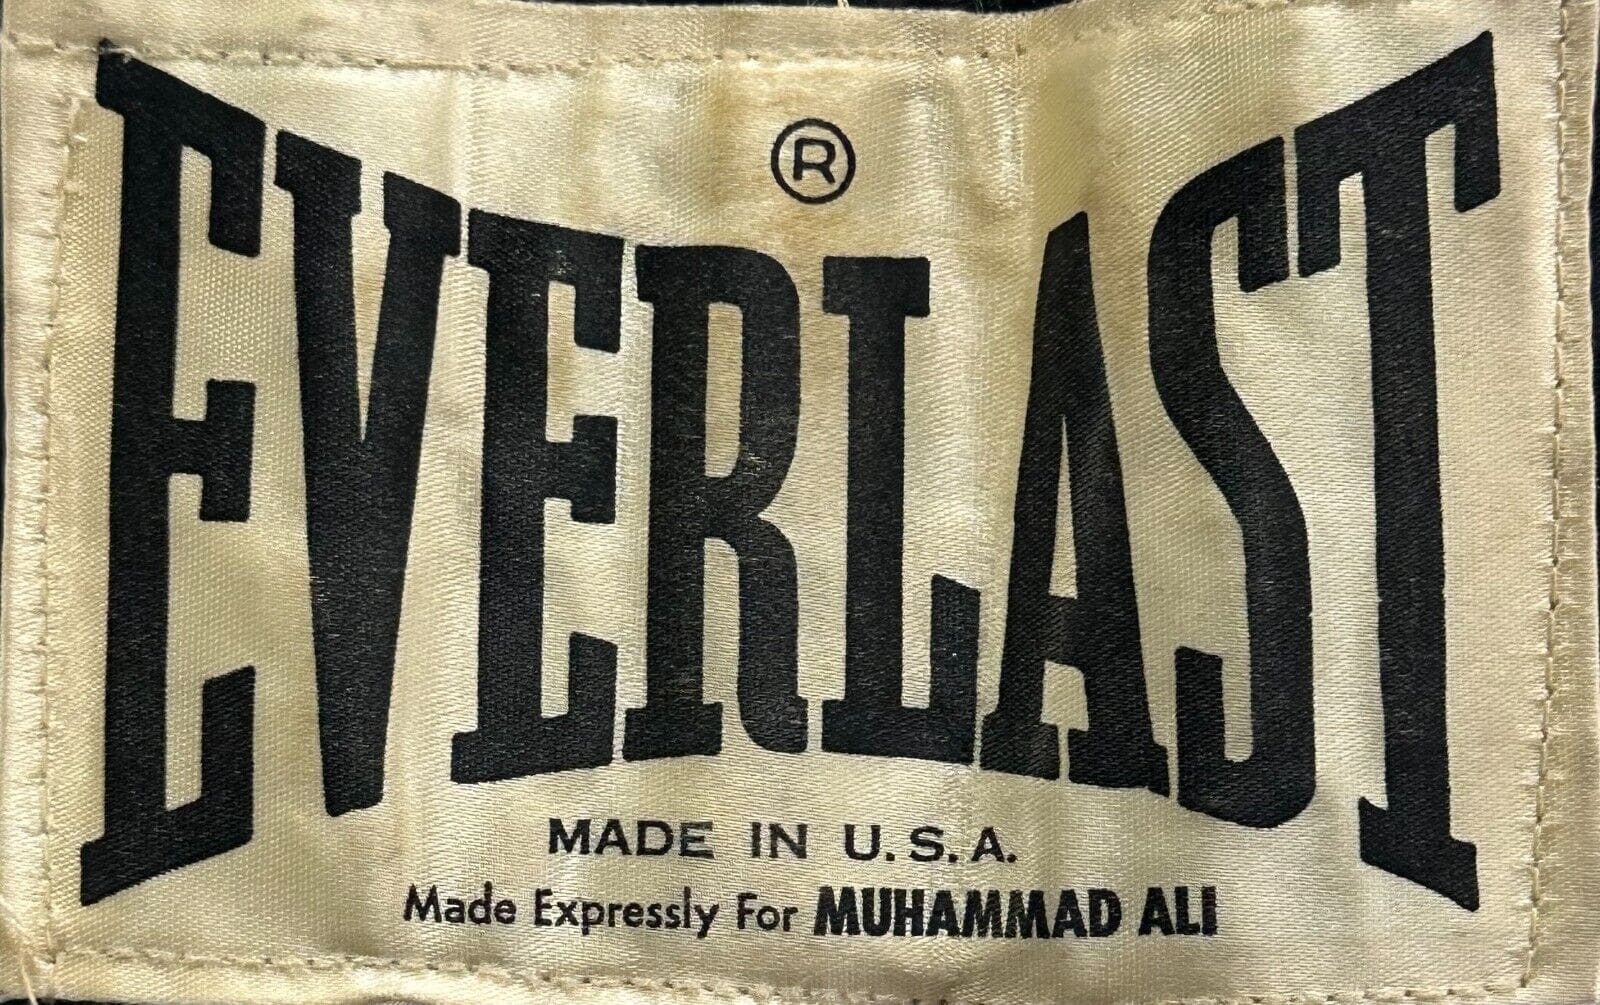 ®
EVERLAST
MADE IN U.S.A.
Made Expressly For MUHAMMAD ALI